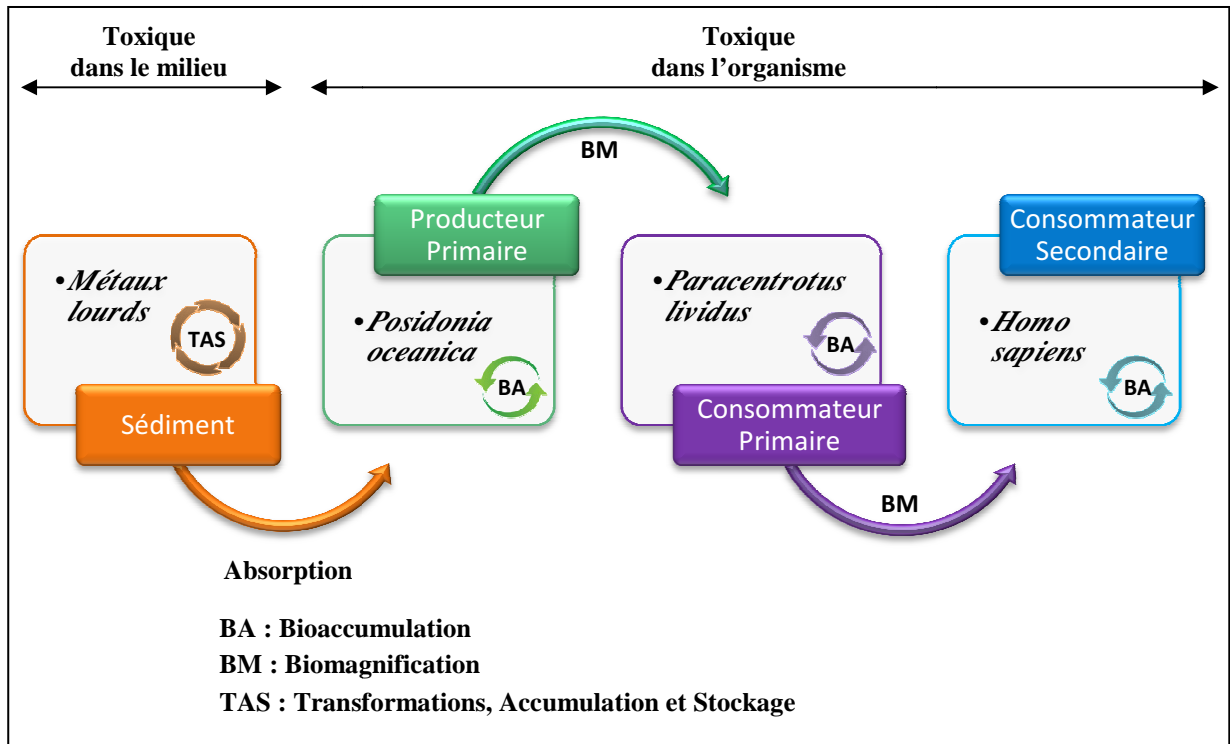 Toxique
dans le milieu
Toxique
dans l’organisme
BM
Producteur
Primaire
Consommateur
Secondaire
•Métaux
lourds
TAS
Sédiment
•Posidonia
oceanica
BA
•Paracentrotus
lividus
BA
Consommateur
Primaire
•Homo
sapiens
BA
BM
Absorption
BA : Bioaccumulation
BM : Biomagnification
TAS : Transformations, Accumulation et Stockage